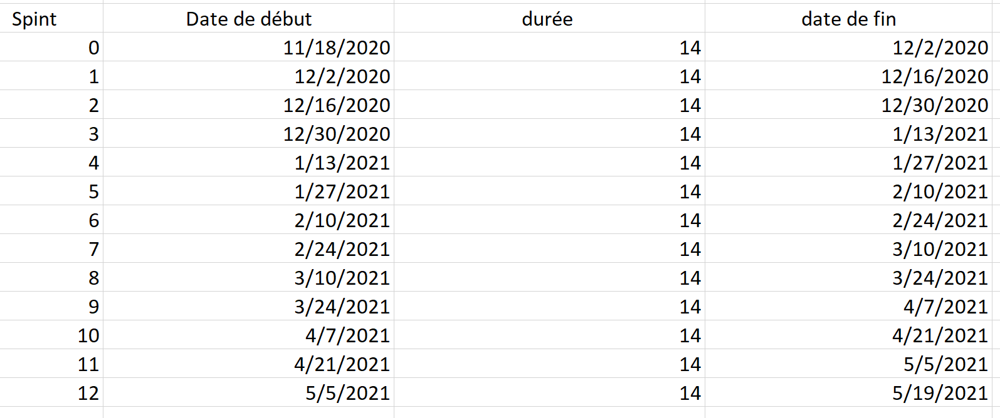 Spint Date de début durée date de fin
0 11/18/2020 14 12/2/2020
1 12/2/2020 14 12/16/2020
2 12/16/2020 14 12/30/2020
3 12/30/2020 14 1/13/2021
4 1/13/2021 14 1/27/2021
5 1/27/2021 14 2/10/2021
6 2/10/2021 14 2/24/2021
7 2/24/2021 14 3/10/2021
8 3/10/2021 14 3/24/2021
9 3/24/2021 14 4/7/2021
10 4/7/2021 14 4/21/2021
11 4/21/2021 14 5/5/2021
12 5/5/2021 14 5/19/2021